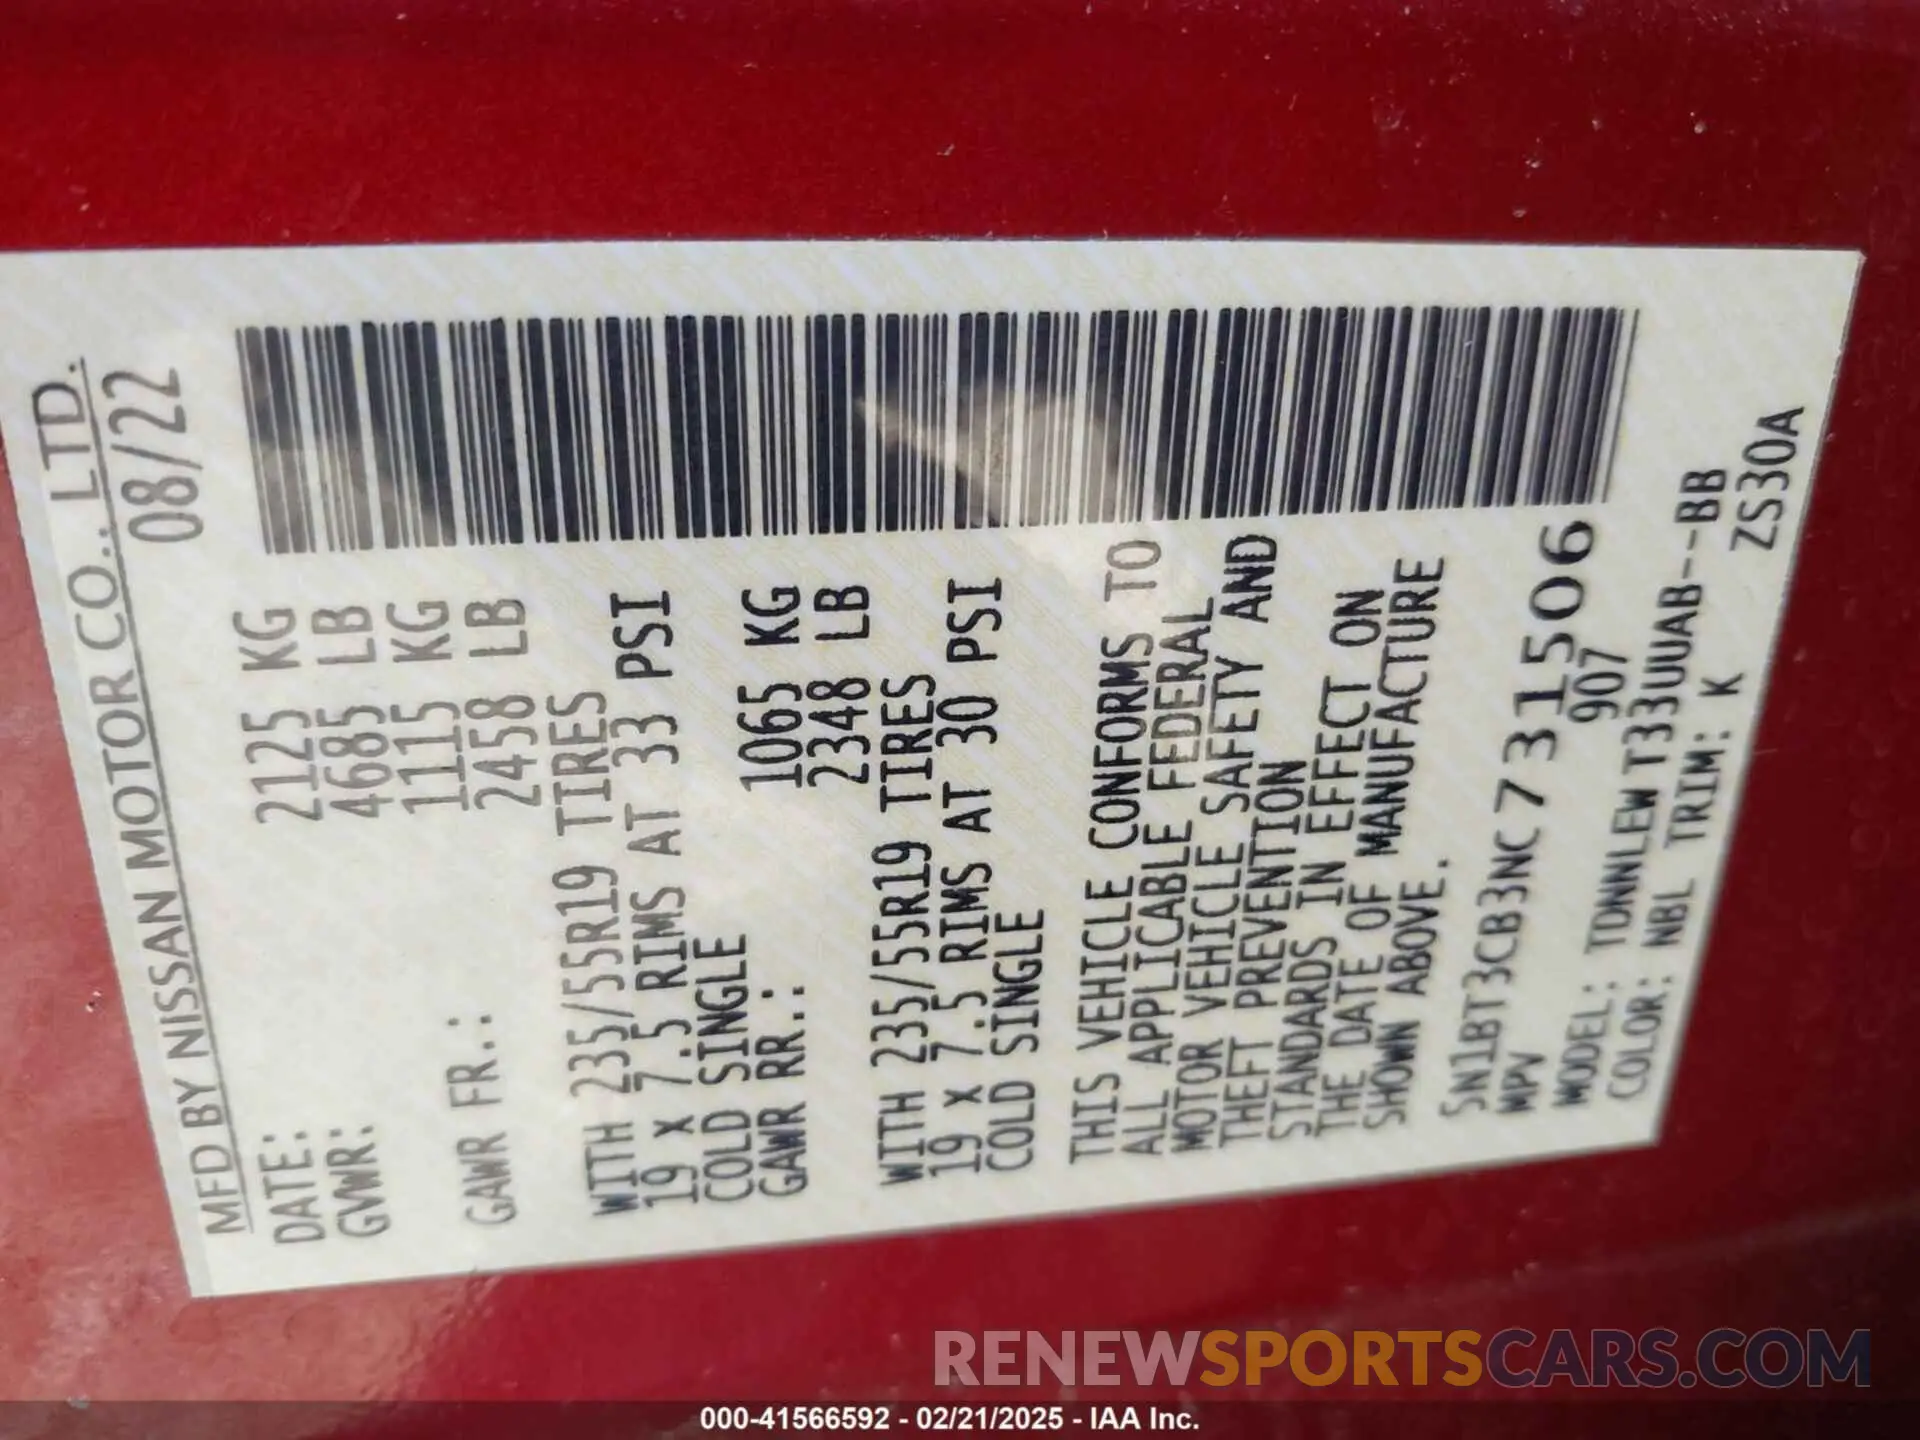 MFD BY NISSAN MOTOR CO., LTD.
DATE: 08/22
GVWR: 2125 KG
4685 LB
GAWR FR.: 1115 KG
2458 LB
WITH 235/55R19 TIRES
19 X 7.5 RIMS AT 33 PSI
COLD SINGLE
GAWR RR.: 1065 KG
2348 LB
WITH 235/55R19 TIRES
19 X 7.5 RIMS AT 30 PSI
COLD SINGLE
THIS VEHICLE CONFORMS TO
ALL APPLICABLE FEDERAL
MOTOR VEHICLE SAFETY AND
THEFT PREVENTION
STANDARDS IN EFFECT ON
THE DATE OF MANUFACTURE
SHOWN ABOVE.
5N1BT3CB3NC731506
MPV 907
MODEL: TDNNLEW T33UUAB--BB
COLOR: NBL TRIM: K ZS30A
RENEWSPORTSCARS.COM
000-41566592 - 02/21/2025 - IAA Inc.